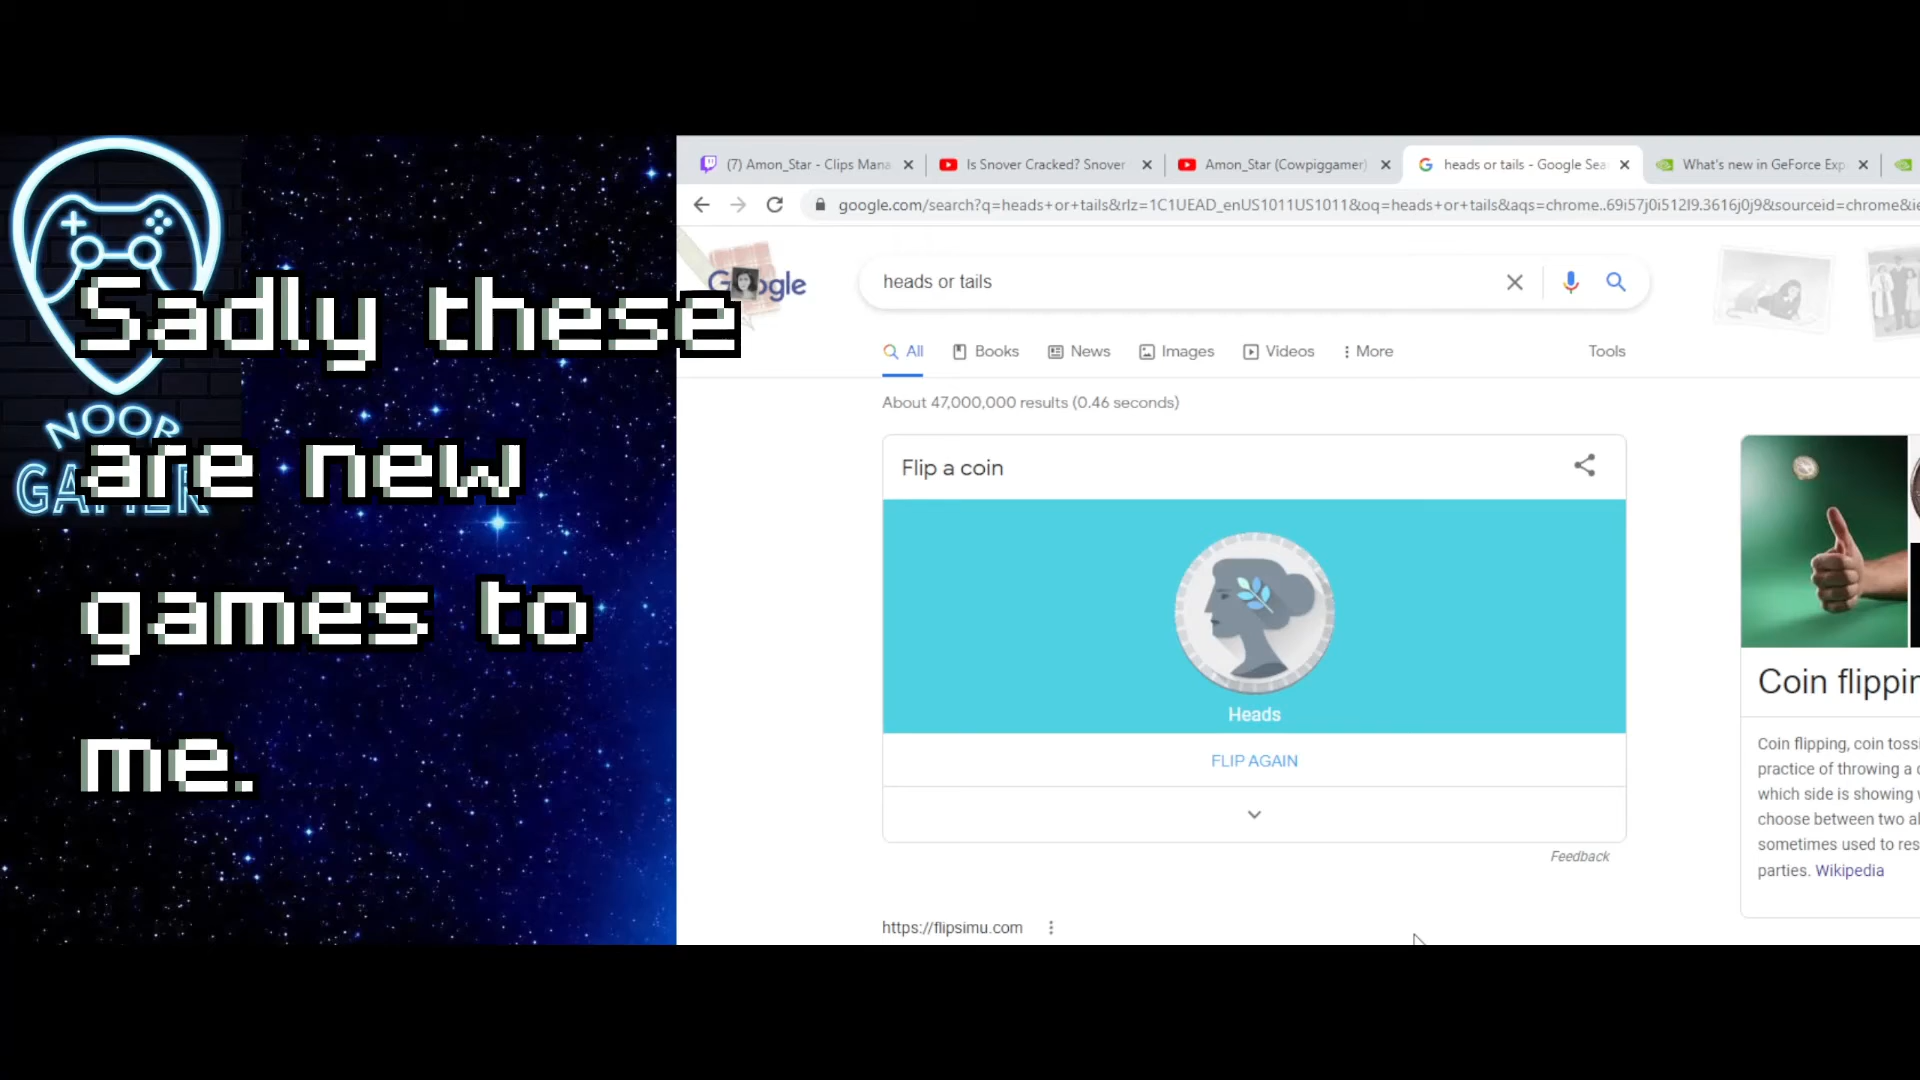 NOOR
GAMER
Sadly these
are new
games to
me.
(7) Amon_Star - Clips Mana
Is Snover Cracked? Snover
Amon_Star (Cowpiggamer)
heads or tails - Google Sea
What's new in GeForce Exp
google.com/search?q=heads+or+tails&rlz=1C1UEAD_enUS1011US1011&oq=heads+or+tails&aqs=chrome..69i57j0i512l9.3616j0j9&sourceid=chrome&ie
Google
heads or tails
All
Books
News
Images
Videos
More
Tools
About 47,000,000 results (0.46 seconds)
Flip a coin
Heads
FLIP AGAIN
Feedback
https://flipsimu.com
Coin flippin
Coin flipping, coin tossi
practice of throwing a c
which side is showing w
choose between two al
sometimes used to res
parties. Wikipedia